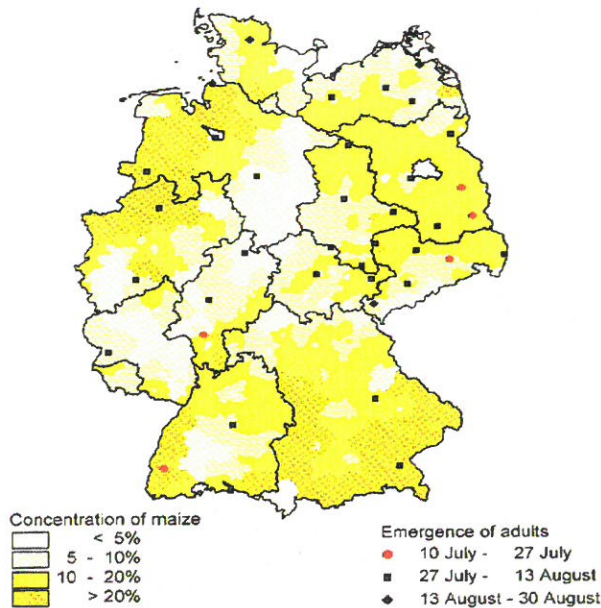 Concentration of maize
< 5%
5 - 10%
10 - 20%
> 20%
Emergence of adults
10 July - 27 July
27 July - 13 August
13 August - 30 August